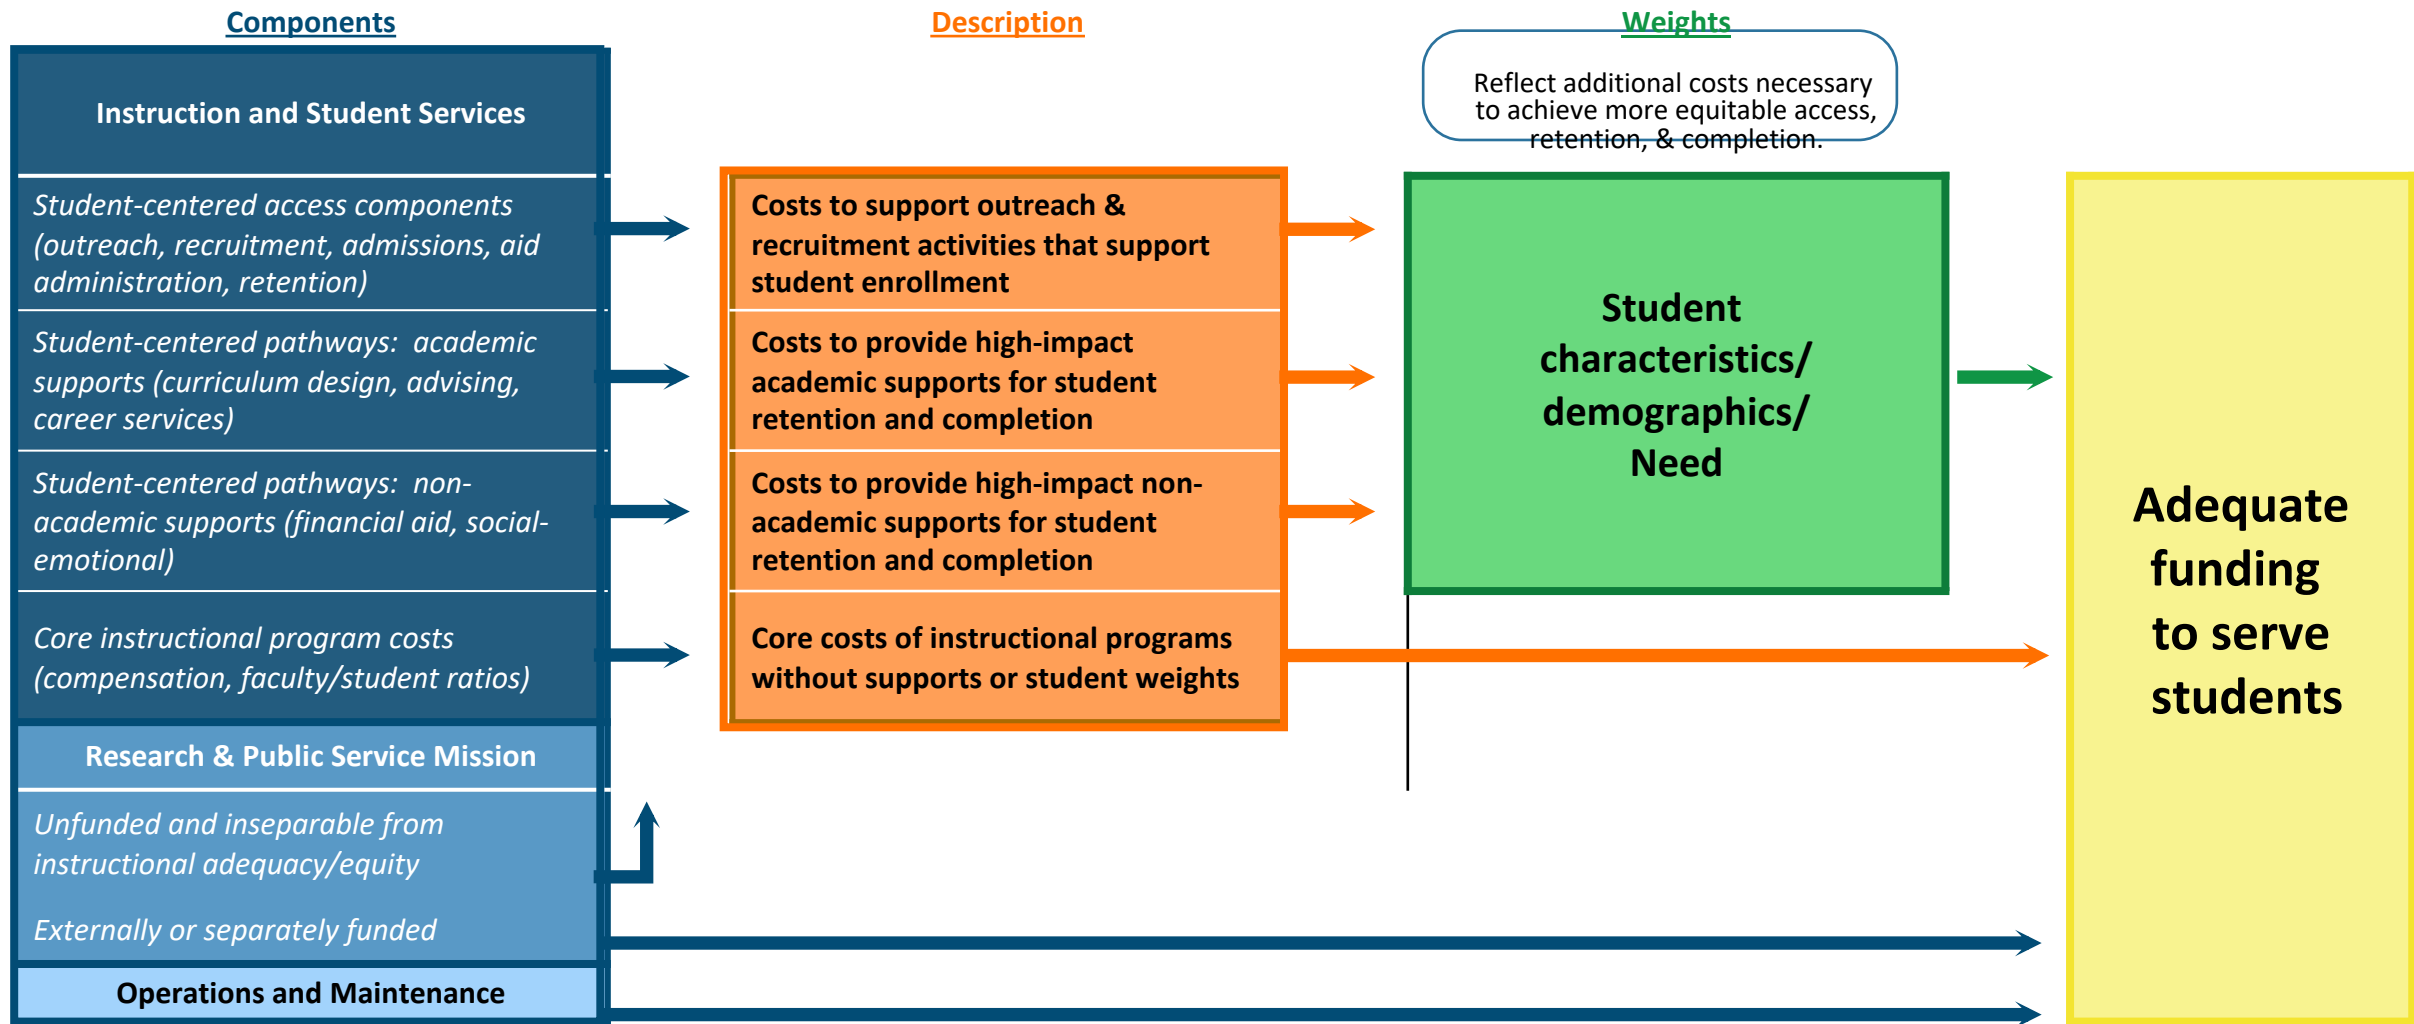 Components
Description
Weights
Reflect additional costs necessary
to achieve more equitable access,
retention, & completion.
Instruction and Student Services
Student-centered access components
(outreach, recruitment, admissions, aid
administration, retention)
Student-centered pathways:  academic
supports (curriculum design, advising,
career services)
Student-centered pathways:  non-
academic supports (financial aid, social-
emotional)
Core instructional program costs
(compensation, faculty/student ratios)
Research & Public Service Mission
Unfunded and inseparable from
instructional adequacy/equity
Externally or separately funded
Operations and Maintenance
Costs to support outreach &
recruitment activities that support
student enrollment
Costs to provide high-impact
academic supports for student
retention and completion
Costs to provide high-impact non-
academic supports for student
retention and completion
Core costs of instructional programs
without supports or student weights
Student
characteristics/
demographics/
Need
Adequate
funding
to serve
students